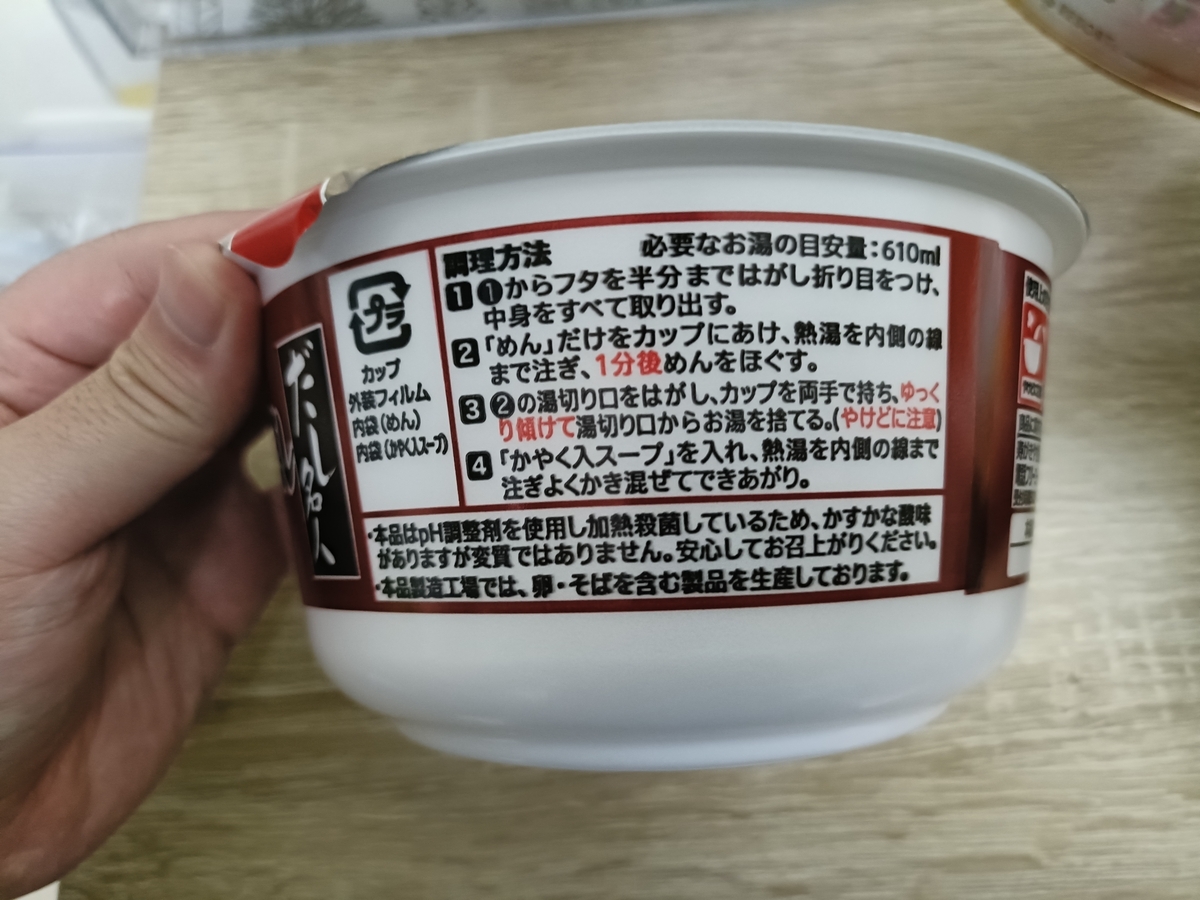 だし名人
プラ
カップ
外装フィルム
内袋(めん)
内袋(かやく入スープ)
調理方法 必要なお湯の目安量:610ml
1 ❶からフタを半分まではがし折り目をつけ、
中身をすべて取り出す。
2 「めん」だけをカップにあけ、熱湯を内側の線
まで注ぎ、1分後めんをほぐす。
3 ❷の湯切り口をはがし、カップを両手で持ち、ゆっく
り傾けて湯切り口からお湯を捨てる。(やけどに注意)
4 「かやく入スープ」を入れ、熱湯を内側の線まで
注ぎよくかき混ぜてできあがり。
・本品はpH調整剤を使用し加熱殺菌しているため、かすかな酸味
がありますが変質ではありません。安心してお召上がりください。
・本品製造工場では、卵・そばを含む製品を生産しております。